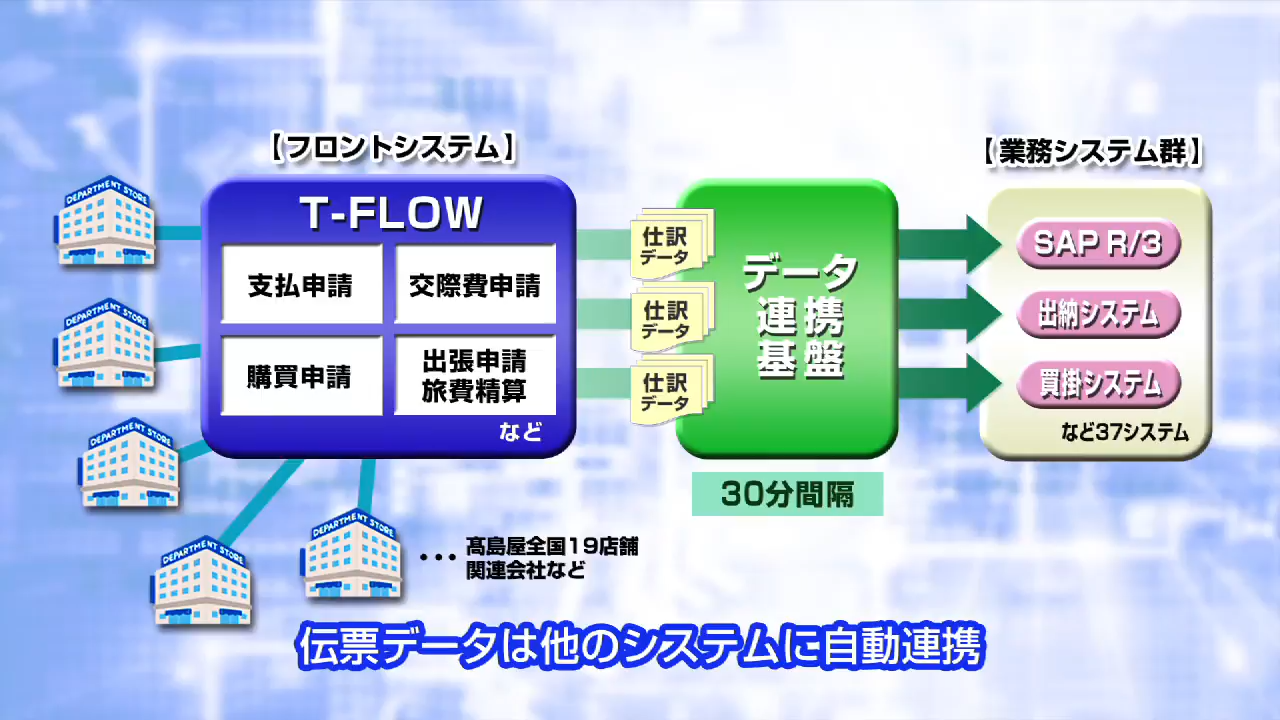 【フロントシステム】
【業務システム群】
DEPARTMENT STORE
DEPARTMENT STORE
DEPARTMENT STORE
DEPARTMENT STORE
DEPARTMENT STORE
T-FLOW
支払申請
交際費申請
購買申請
出張申請
旅費精算
など
仕訳
データ
仕訳
データ
仕訳
データ
データ
連携
基盤
30分間隔
SAP R/3
出納システム
買掛システム
など37システム
・・・
髙島屋全国19店舗
関連会社など
伝票データは他のシステムに自動連携